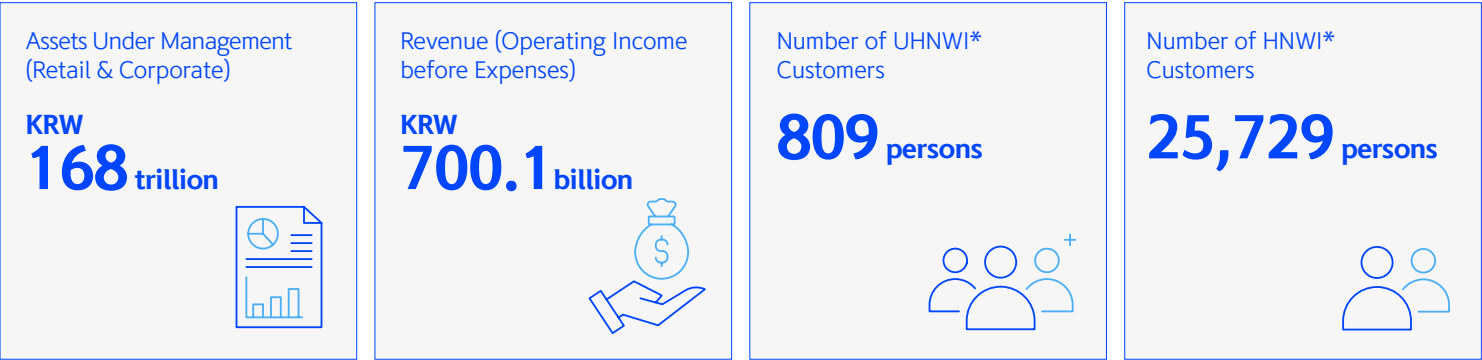 Assets Under Management
(Retail & Corporate)
KRW
168 trillion
Revenue (Operating Income
before Expenses)
KRW
700.1 billion
$
Number of UHNWI*
Customers
809 persons
Number of HNWI*
Customers
25,729 persons